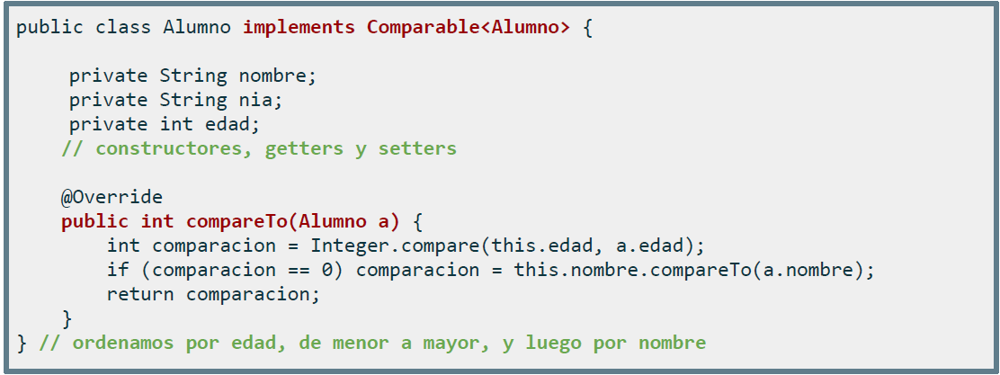 public class Alumno implements Comparable<Alumno> {
private String nombre;
private String nia;
private int edad;
// constructores, getters y setters
@Override
public int compareTo(Alumno a) {
int comparacion = Integer.compare(this.edad, a.edad);
if (comparacion == 0) comparacion = this.nombre.compareTo(a.nombre);
return comparacion;
}
} // ordenamos por edad, de menor a mayor, y luego por nombre